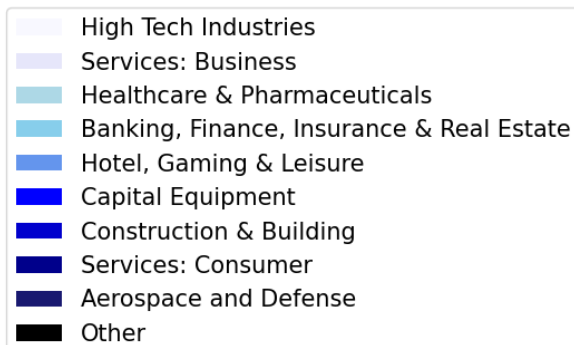 High Tech Industries
Services: Business
Healthcare & Pharmaceuticals
Banking, Finance, Insurance & Real Estate
Hotel, Gaming & Leisure
Capital Equipment
Construction & Building
Services: Consumer
Aerospace and Defense
Other